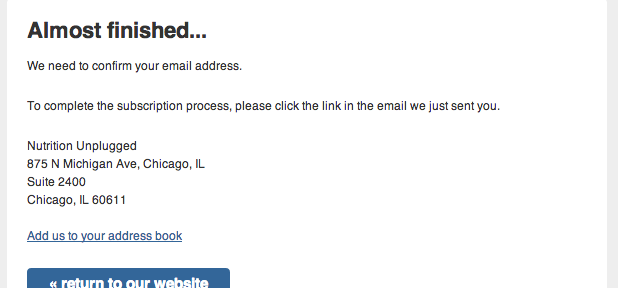 Almost finished...
We need to confirm your email address.
To complete the subscription process, please click the link in the email we just sent you.
Nutrition Unplugged
875 N Michigan Ave, Chicago, IL
Suite 2400
Chicago, IL 60611
Add us to your address book
« return to our website